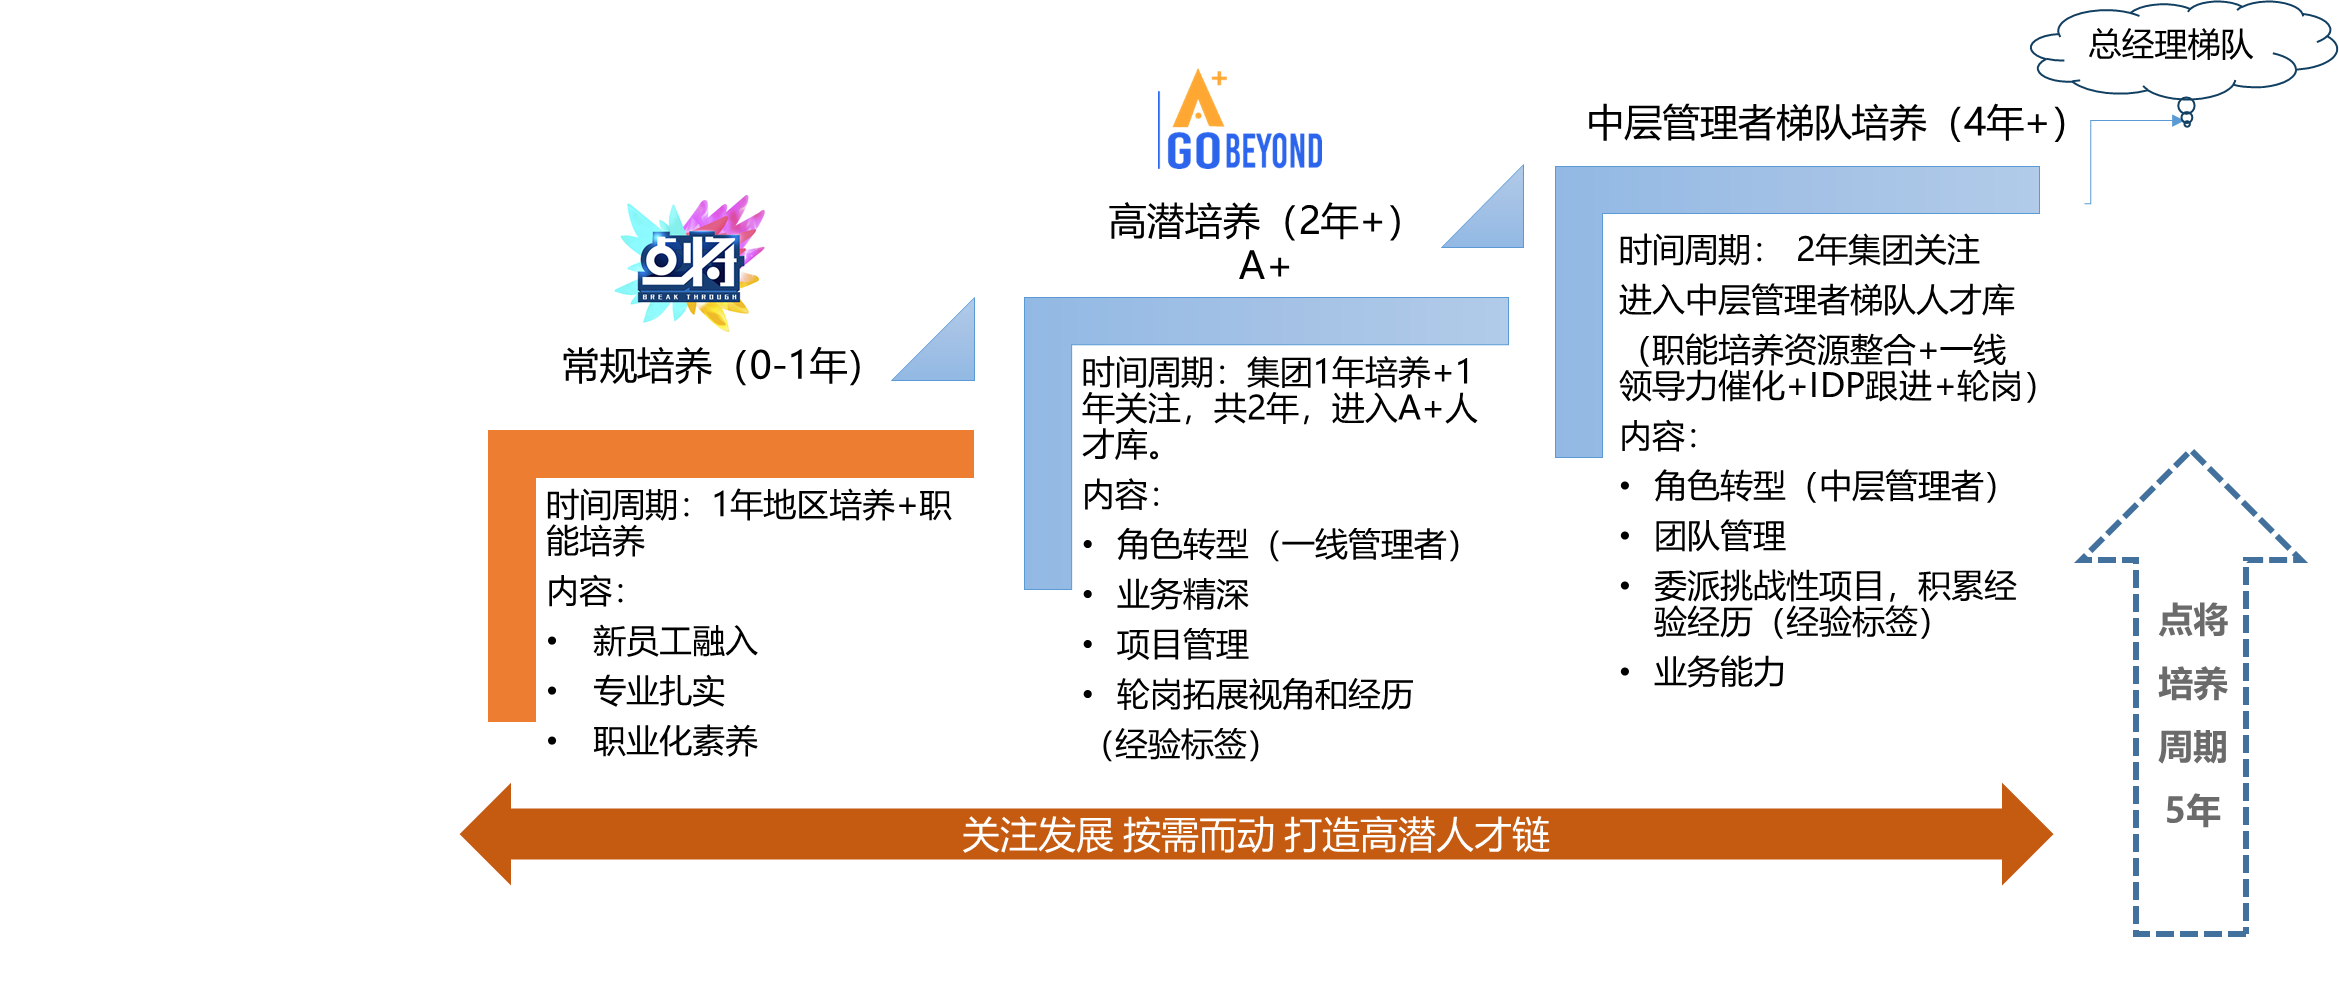 总经理梯队
中层管理者梯队培养（4年+）
A+
GO BEYOND
高潜培养（2年+）
A+
点将
BREAK THROUGH
常规培养（0-1年）
时间周期：1年地区培养+职
能培养
内容：
• 新员工融入
• 专业扎实
• 职业化素养
时间周期：集团1年培养+1
年关注，共2年，进入A+人
才库。
内容：
• 角色转型（一线管理者）
• 业务精深
• 项目管理
• 轮岗拓展视角和经历
（经验标签）
时间周期： 2年集团关注
进入中层管理者梯队人才库
（职能培养资源整合+一线
领导力催化+IDP跟进+轮岗）
内容：
• 角色转型（中层管理者）
• 团队管理
• 委派挑战性项目，积累经
验经历（经验标签）
• 业务能力
点将
培养
周期
5年
关注发展 按需而动 打造高潜人才链